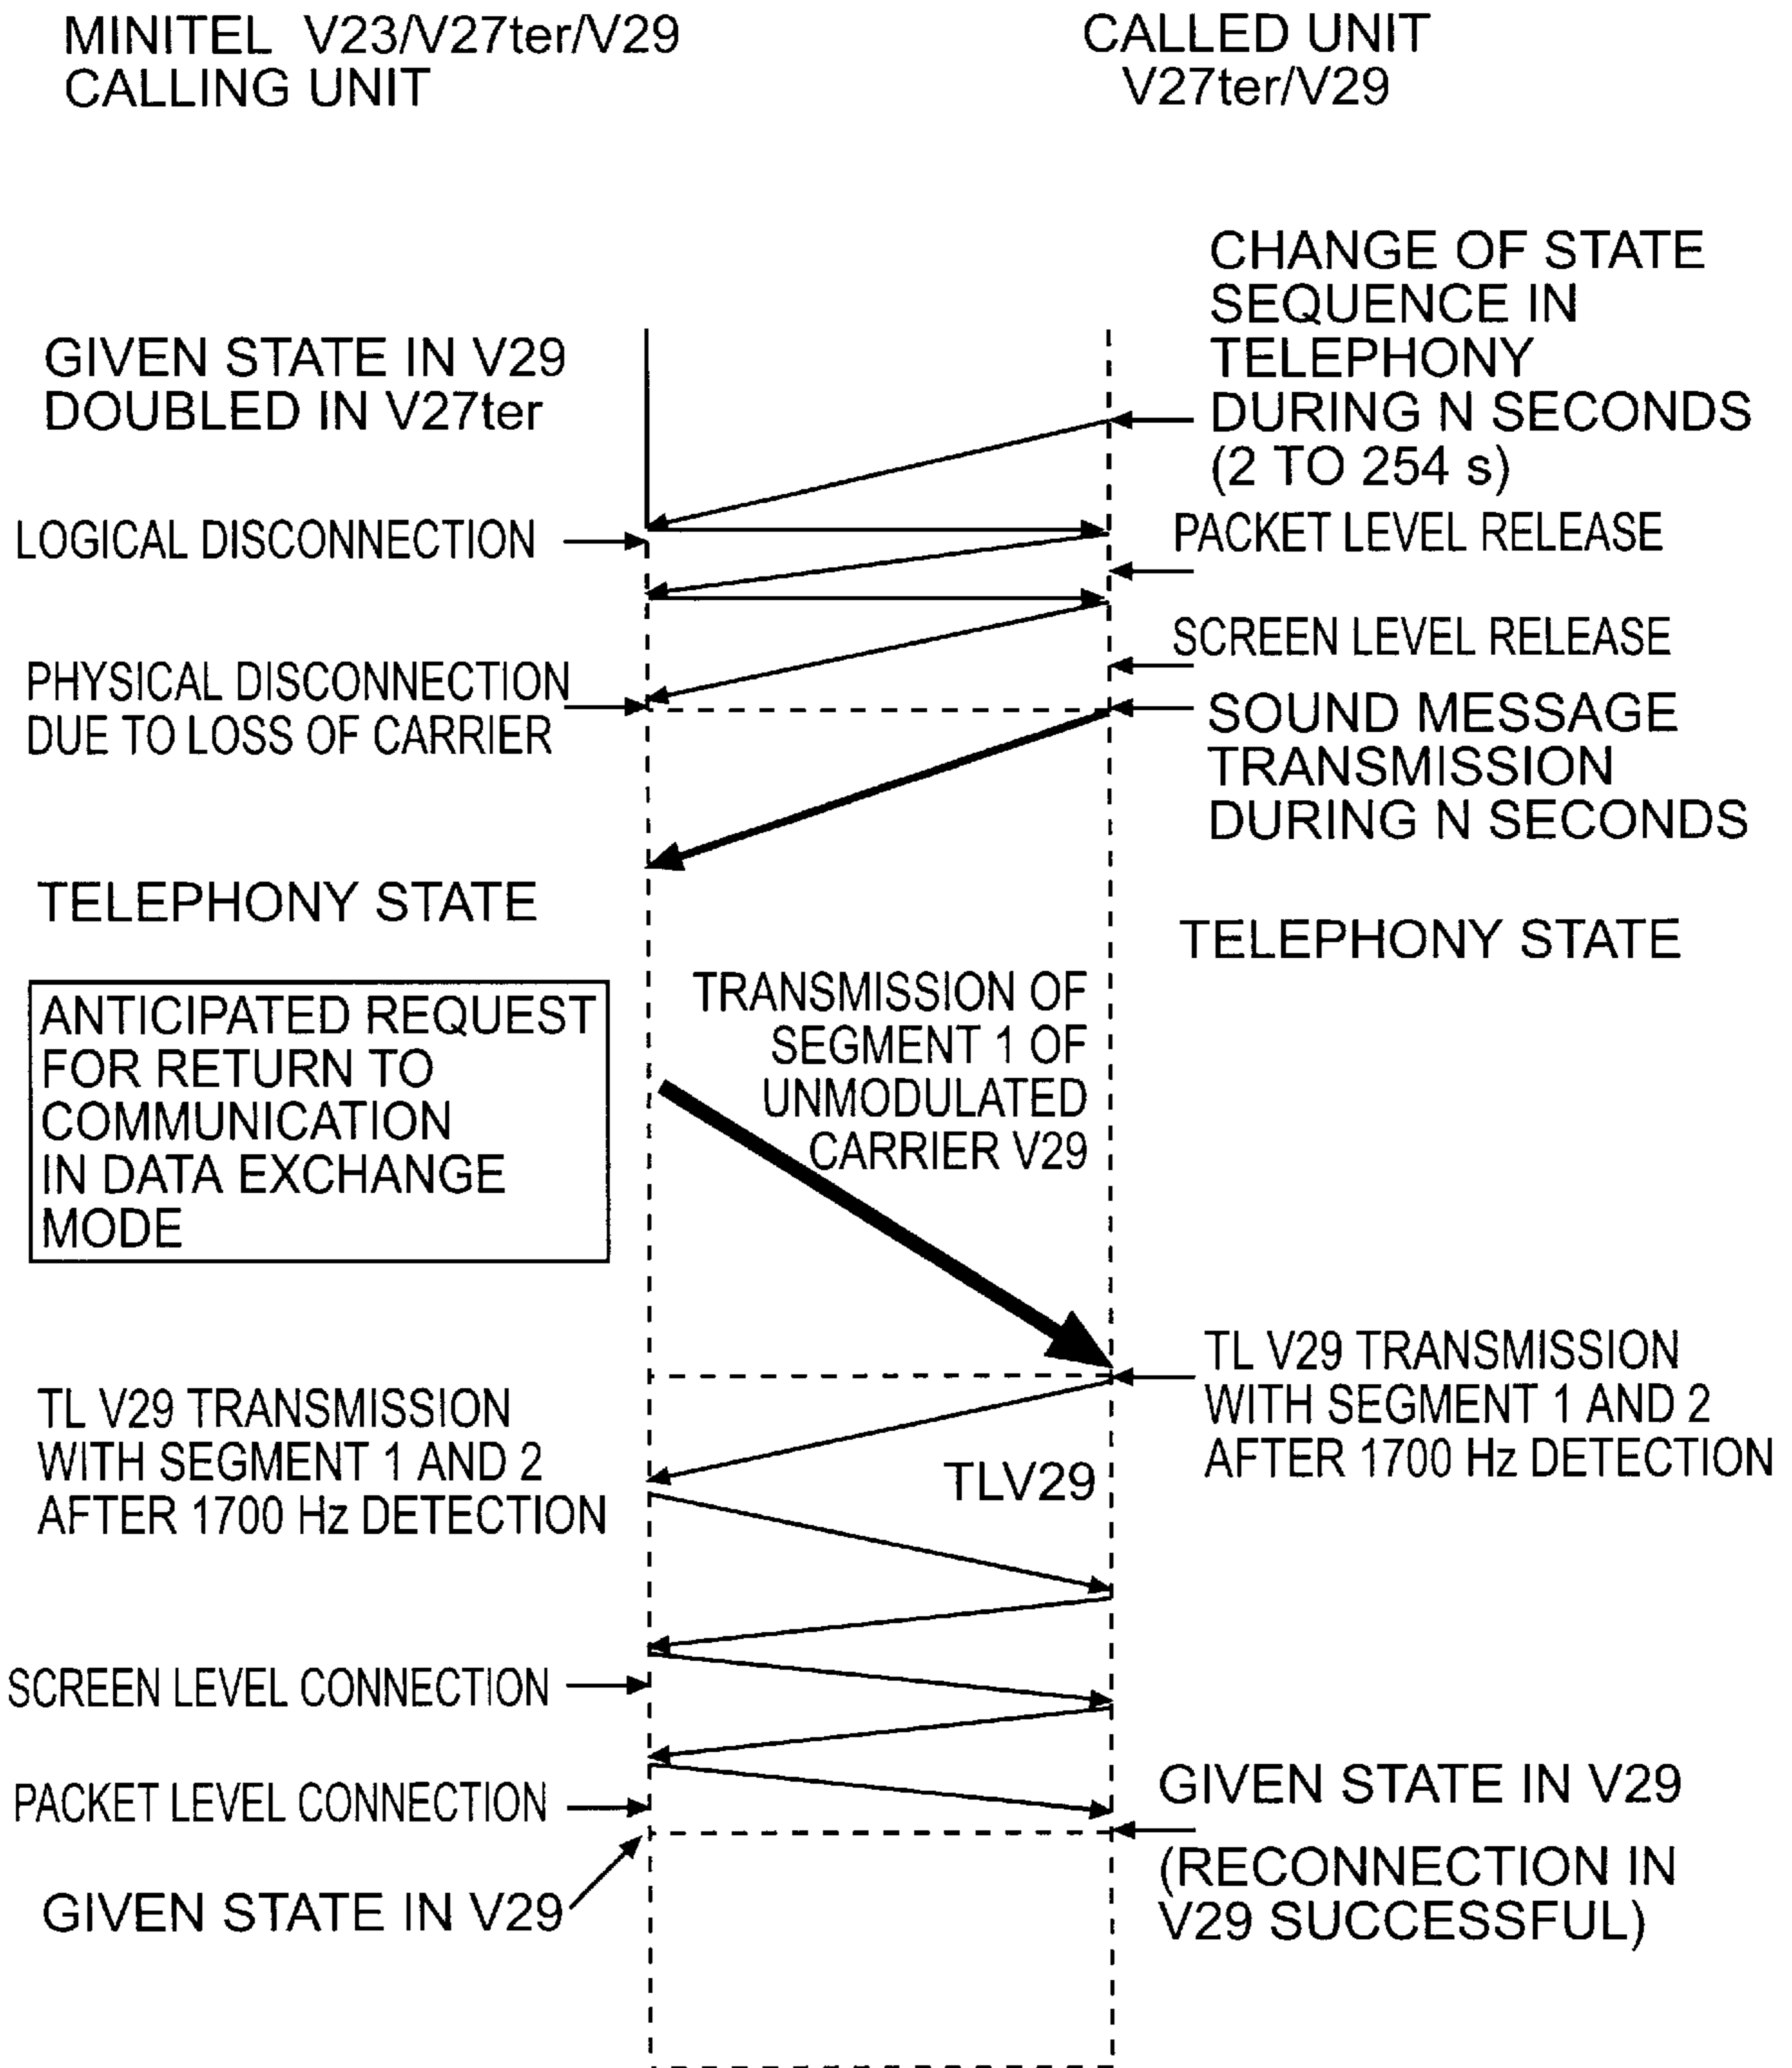 MINITEL V23/V27ter/V29
CALLING UNIT
CALLED UNIT
V27ter/V29
CHANGE OF STATE
SEQUENCE IN
TELEPHONY
DURING N SECONDS
(2 TO 254 s)
GIVEN STATE IN V29
DOUBLED IN V27ter
LOGICAL DISCONNECTION
PACKET LEVEL RELEASE
SCREEN LEVEL RELEASE
PHYSICAL DISCONNECTION
DUE TO LOSS OF CARRIER
SOUND MESSAGE
TRANSMISSION
DURING N SECONDS
TELEPHONY STATE
TELEPHONY STATE
ANTICIPATED REQUEST
FOR RETURN TO
COMMUNICATION
IN DATA EXCHANGE
MODE
TRANSMISSION OF
SEGMENT 1 OF
UNMODULATED
CARRIER V29
TL V29 TRANSMISSION
WITH SEGMENT 1 AND 2
AFTER 1700 Hz DETECTION
TL V29 TRANSMISSION
WITH SEGMENT 1 AND 2
AFTER 1700 Hz DETECTION
TLV29
SCREEN LEVEL CONNECTION
PACKET LEVEL CONNECTION
GIVEN STATE IN V29
GIVEN STATE IN V29
(RECONNECTION IN
V29 SUCCESSFUL)